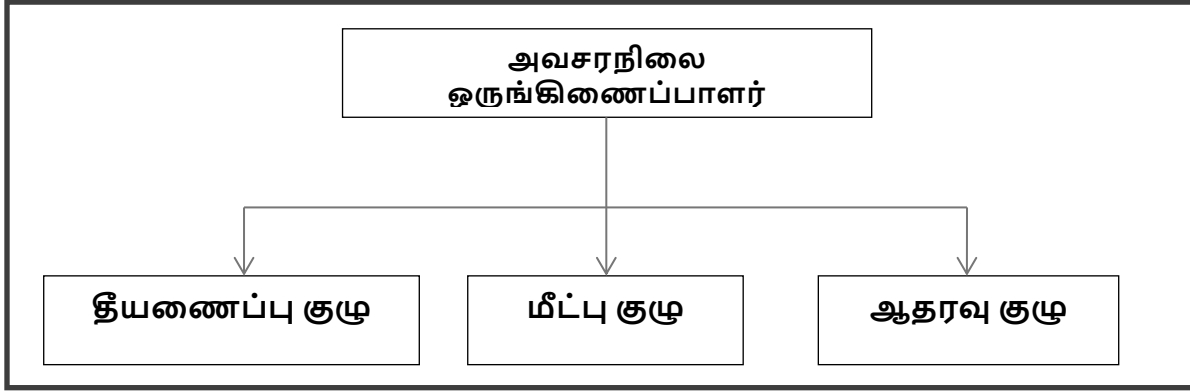 அவசரநிலை
ஒருங்கிணைப்பாளர்
தீயணைப்பு குழு
மீட்பு குழு
ஆதரவு குழு